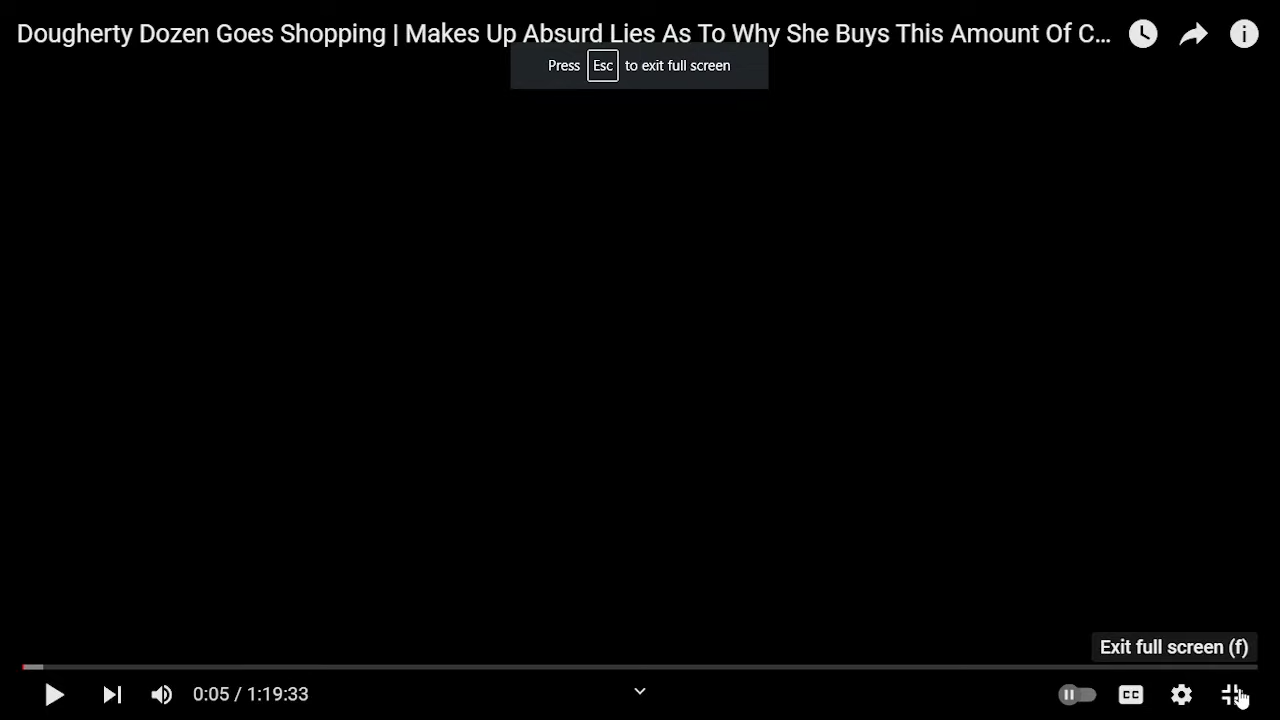 Dougherty Dozen Goes Shopping | Makes Up Absurd Lies As To Why She Buys This Amount Of C...
Press Esc to exit full screen
Exit full screen (f)
0:05 / 1:19:33
CC